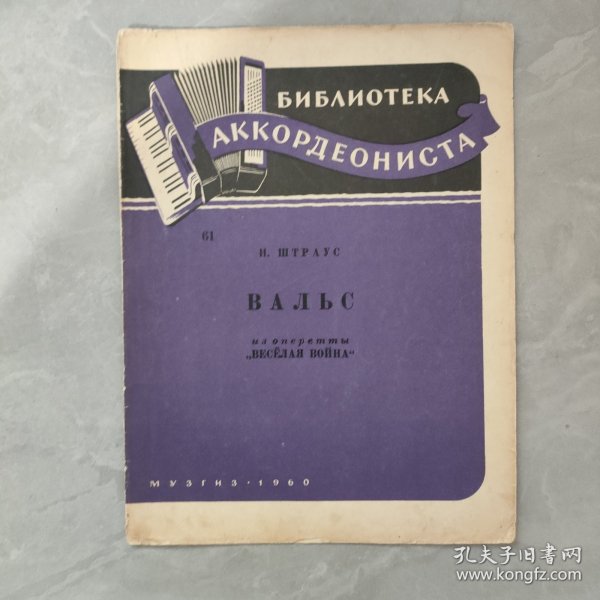 БИБЛИОТЕКА
АККОРДЕОНИСТА
61
И. ШТРАУС
ВАЛЬС
из оперетты
„ВЕСЁЛАЯ ВОЙНА“
МУЗГИЗ · 1960
孔夫子旧书网
www.kongfz.com